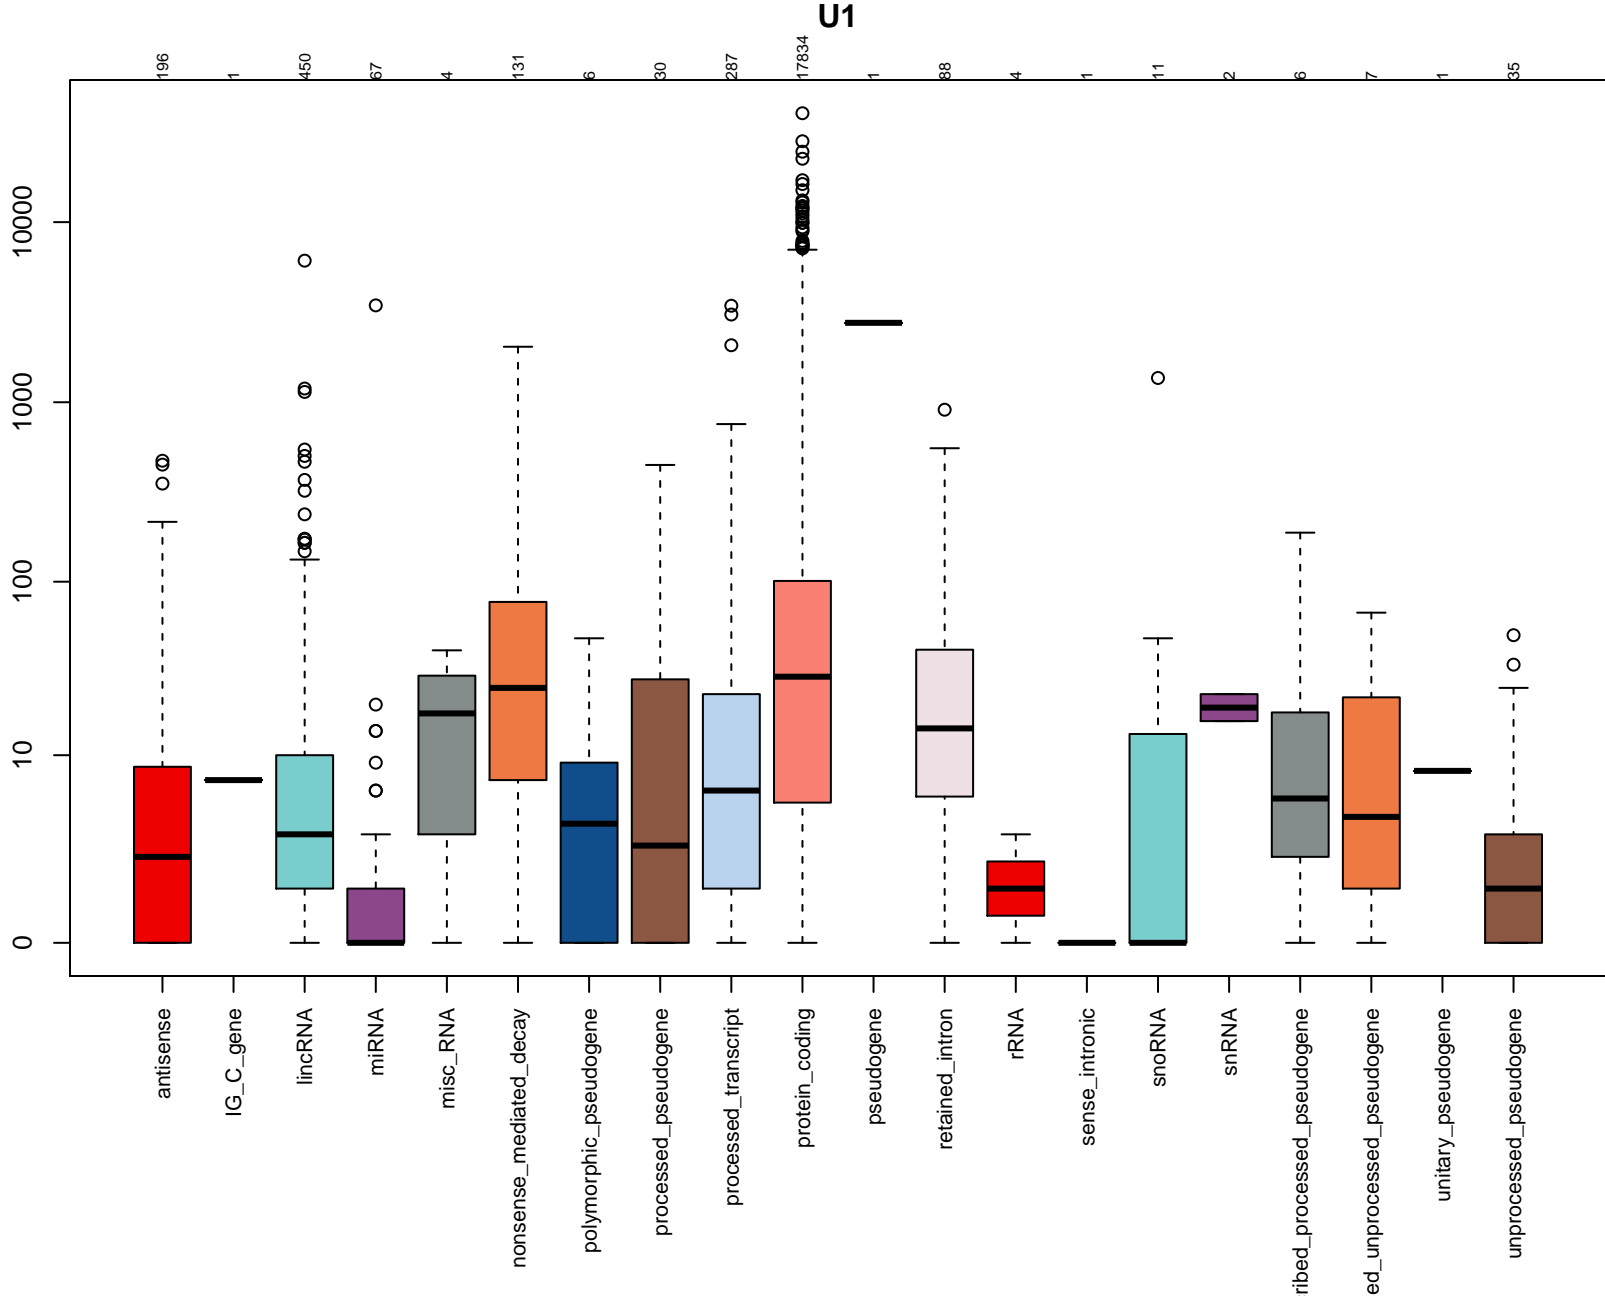 U1
196 1 450 67 4 131 6 30 287 17834 1 88 4 1 11 2 6 7 1 35
10000
1000
100
10
0
antisense
IG_C_gene
lincRNA
miRNA
misc_RNA
nonsense_mediated_decay
polymorphic_pseudogene
processed_pseudogene
processed_transcript
protein_coding
pseudogene
retained_intron
rRNA
sense_intronic
snoRNA
snRNA
ribed_processed_pseudogene
ed_unprocessed_pseudogene
unitary_pseudogene
unprocessed_pseudogene